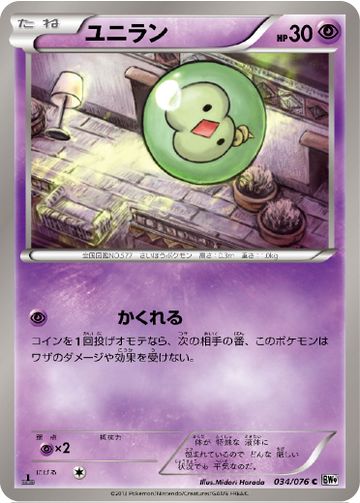 たね
ユニラン
HP30
全国図鑑NO.577 さいぼうポケモン 高さ：0.3m 重さ：1.0kg
かくれる
コインを1回投げオモテなら、次の相手の番、このポケモンは
ワザのダメージや効果を受けない。
弱点
×2
抵抗力
にげる
体が 特殊な 液体に
包まれているので どんな 厳しい
状況でも 平気なのだ。
Illus.Midori Harada
034/076 C
BW9